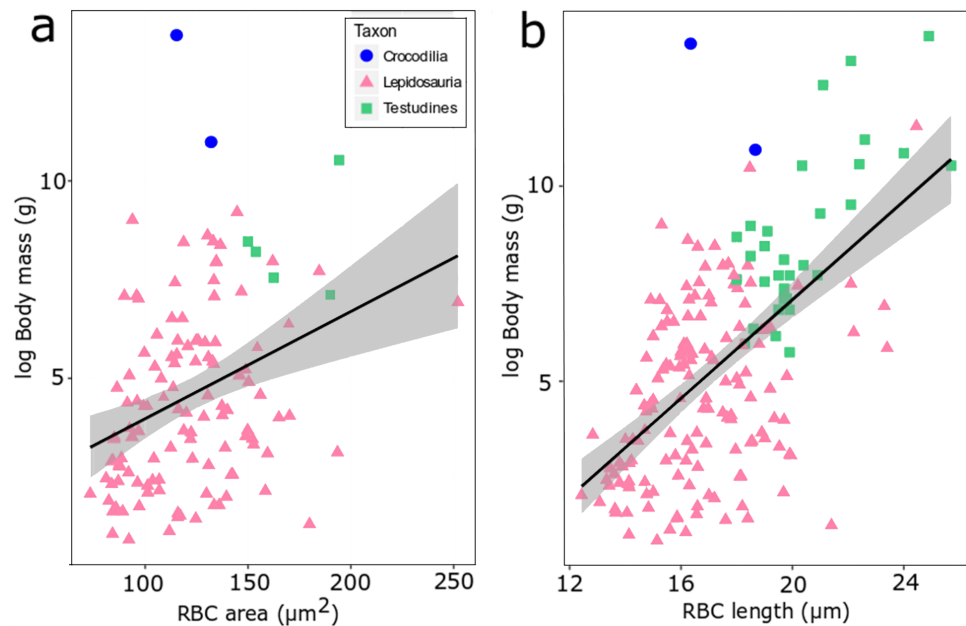 a
Taxon
Crocodilia
Lepidosauria
Testudines
log Body mass (g)
10
5
100
150
200
250
RBC area (µm²)
b
log Body mass (g)
10
5
12
16
20
24
RBC length (µm)